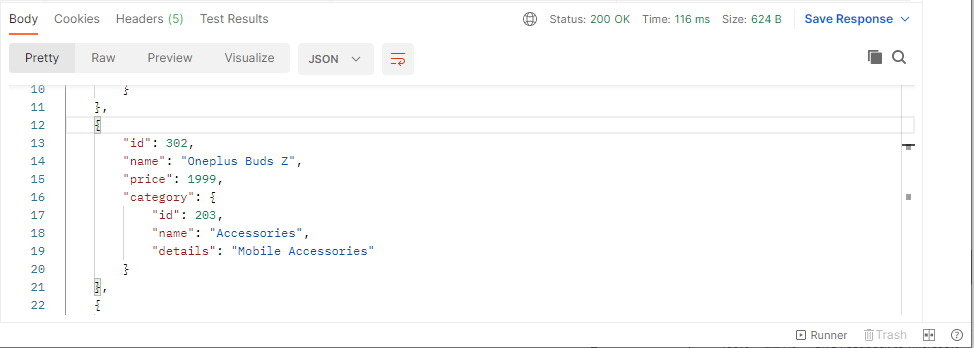 Body Cookies Headers (5) Test Results Status: 200 OK Time: 116 ms Size: 624 B Save Response
Pretty Raw Preview Visualize JSON
10 }
11 },
12 {
13 "id": 302,
14 "name": "Oneplus Buds Z",
15 "price": 1999,
16 "category": {
17 "id": 203,
18 "name": "Accessories",
19 "details": "Mobile Accessories"
20 }
21 },
22 {
Runner Trash